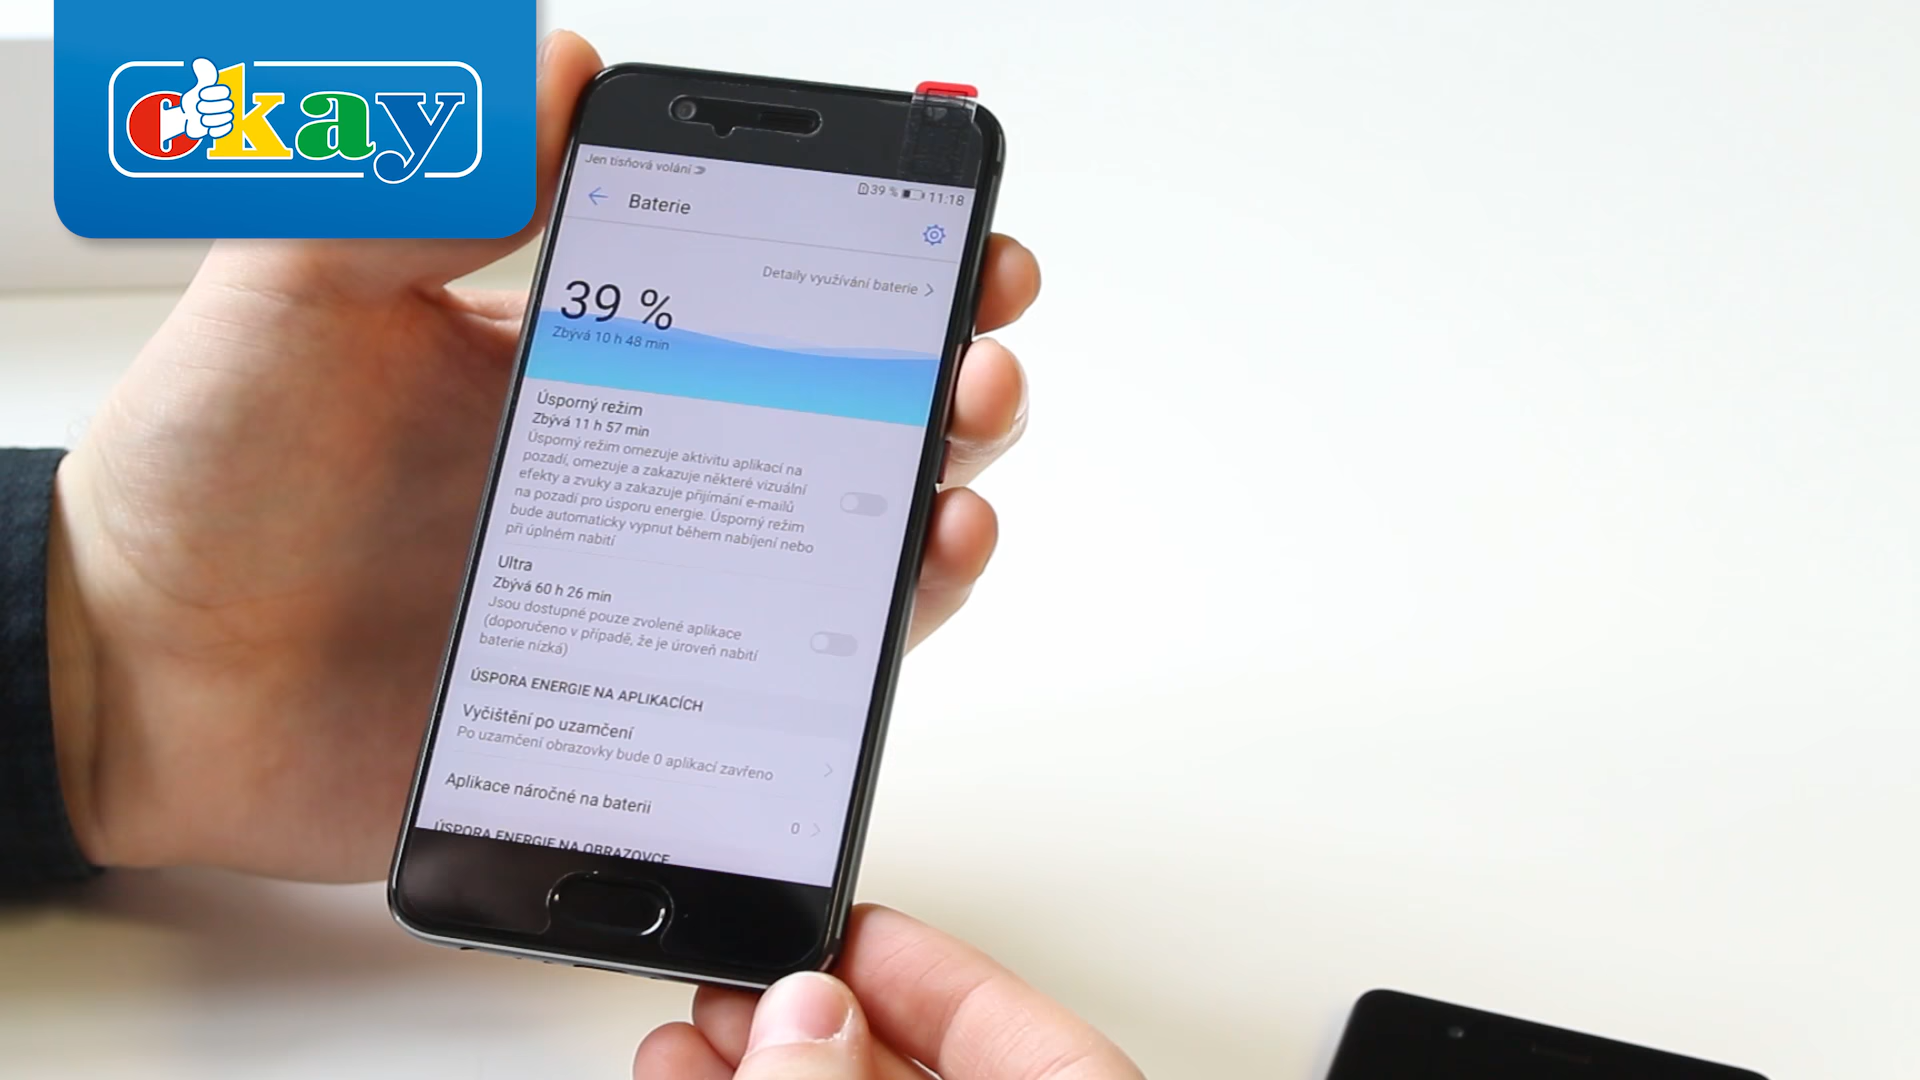 okay
Jen tísňová volání
39 % 11:18
Baterie
Detaily využívání baterie
39 %
Zbývá 10 h 48 min
Úsporný režim
Zbývá 11 h 57 min
Úsporný režim omezuje aktivitu aplikací na
pozadí, omezuje a zakazuje některé vizuální
efekty a zvuky a zakazuje přijímání e-mailů
na pozadí pro úsporu energie. Úsporný režim
bude automaticky vypnut během nabíjení nebo
při úplném nabití
Ultra
Zbývá 60 h 26 min
Jsou dostupné pouze zvolené aplikace
(doporučeno v případě, že je úroveň nabití
baterie nízká)
ÚSPORA ENERGIE NA APLIKACÍCH
Vyčištění po uzamčení
Po uzamčení obrazovky bude 0 aplikací zavřeno
Aplikace náročné na baterii
0
ÚSPORA ENERGIE NA OBRAZOVCE